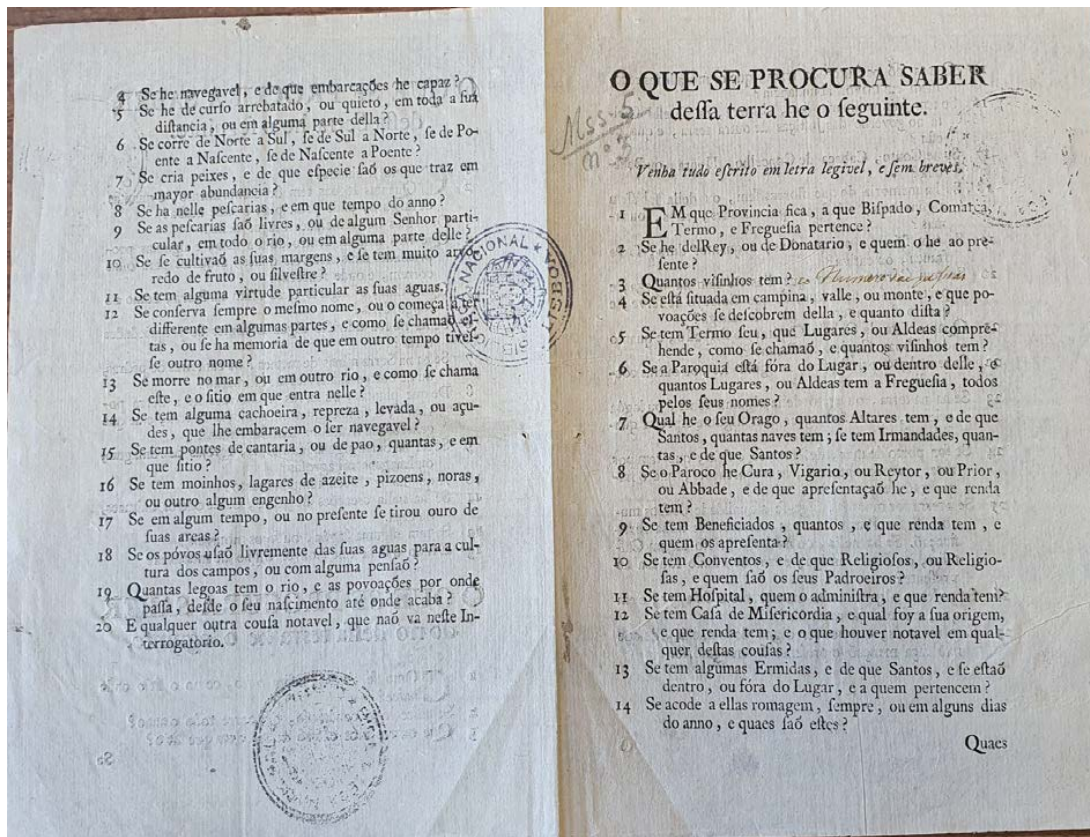 4 Se he navegavel, e de que embarcações he capaz?
5 Se he de curſo arrebatado, ou quieto, em toda a ſua
diſtancia, ou em alguma parte della?
6 Se corre de Norte a Sul, ſe de Sul a Norte, ſe de Po-
ente a Naſcente, ſe de Naſcente a Poente?
7 Se cria peixes, e de que eſpecie ſaõ os que traz em
mayor abundancia?
8 Se ha nelle peſcarias, e em que tempo do anno?
9 Se as peſcarias ſaõ livres, ou de algum Senhor parti-
cular, em todo o rio, ou em alguma parte delle?
10 Se ſe cultivaõ as ſuas margens, e ſe tem muito arvo-
redo de fruto, ou ſilveſtre?
11 Se tem alguma virtude particular as ſuas aguas.
12 Se conſerva ſempre o meſmo nome, ou o começa a ter
differente em algumas partes, e como ſe chamaõ eſ-
tas, ou ſe ha memoria de que em outro tempo tiveſ-
ſe outro nome?
13 Se morre no mar, ou em outro rio, e como ſe chama
eſte, e o ſitio em que entra nelle?
14 Se tem alguma cachoeira, repreza, levada, ou açu-
des, que lhe embaracem o ſer navegavel?
15 Se tem pontes de cantaria, ou de pao, quantas, e em
que ſitio?
16 Se tem moinhos, lagares de azeite, pizoens, noras,
ou outro algum engenho?
17 Se em algum tempo, ou no preſente ſe tirou ouro de
ſuas areas?
18 Se os póvos uſaõ livremente das ſuas aguas para a cul-
tura dos campos, ou com alguma penſaõ?
19 Quantas legoas tem o rio, e as povoações por onde
paſſa, deſde o ſeu naſcimento até onde acaba?
20 E qualquer outra couſa notavel, que naõ va neſte In-
terrogatorio.
BIBLIOTECA NACIONAL LISBOA
O QUE SE PROCURA SABER
deſſa terra he o ſeguinte.
Mss. 5
nº 5
Venha tudo eſcrito em letra legivel, e ſem breves.
1 EM que Provincia fica, a que Biſpado, Comarca,
Termo, e Fregueſia pertence?
2 Se he delRey, ou de Donatario, e quem o he ao pre-
ſente?
3 Quantos viſinhos tem? eo Numero das peſſoas
4 Se eſtá ſituada em campina, valle, ou monte, e que po-
voações ſe deſcobrem della, e quanto diſta?
5 Se tem Termo ſeu, que Lugares, ou Aldeas compre-
hende, como ſe chamaõ, e quantos viſinhos tem?
6 Se a Paroquia eſtá fóra do Lugar, ou dentro delle, e
quantos Lugares, ou Aldeas tem a Fregueſia, todos
pelos ſeus nomes?
7 Qual he o ſeu Orago, quantos Altares tem, e de que
Santos, quantas naves tem; ſe tem Irmandades, quan-
tas, e de que Santos?
8 Se o Paroco he Cura, Vigario, ou Reytor, ou Prior,
ou Abbade, e de que apreſentaçaõ he, e que renda
tem?
9 Se tem Beneficiados, quantos, e que renda tem, e
quem os apreſenta?
10 Se tem Conventos, e de que Religioſos, ou Religio-
ſas, e quem ſaõ os ſeus Padroeiros?
11 Se tem Hoſpital, quem o adminiſtra, e que renda tem?
12 Se tem Caſa de Miſericordia, e qual foy a ſua origem,
e que renda tem; e o que houver notavel em qual-
quer deſtas couſas?
13 Se tem algumas Ermidas, e de que Santos, e ſe eſtaõ
dentro, ou fóra do Lugar, e a quem pertencem?
14 Se acode a ellas romagem, ſempre, ou em alguns dias
do anno, e quaes ſaõ eſtes?
Quaes